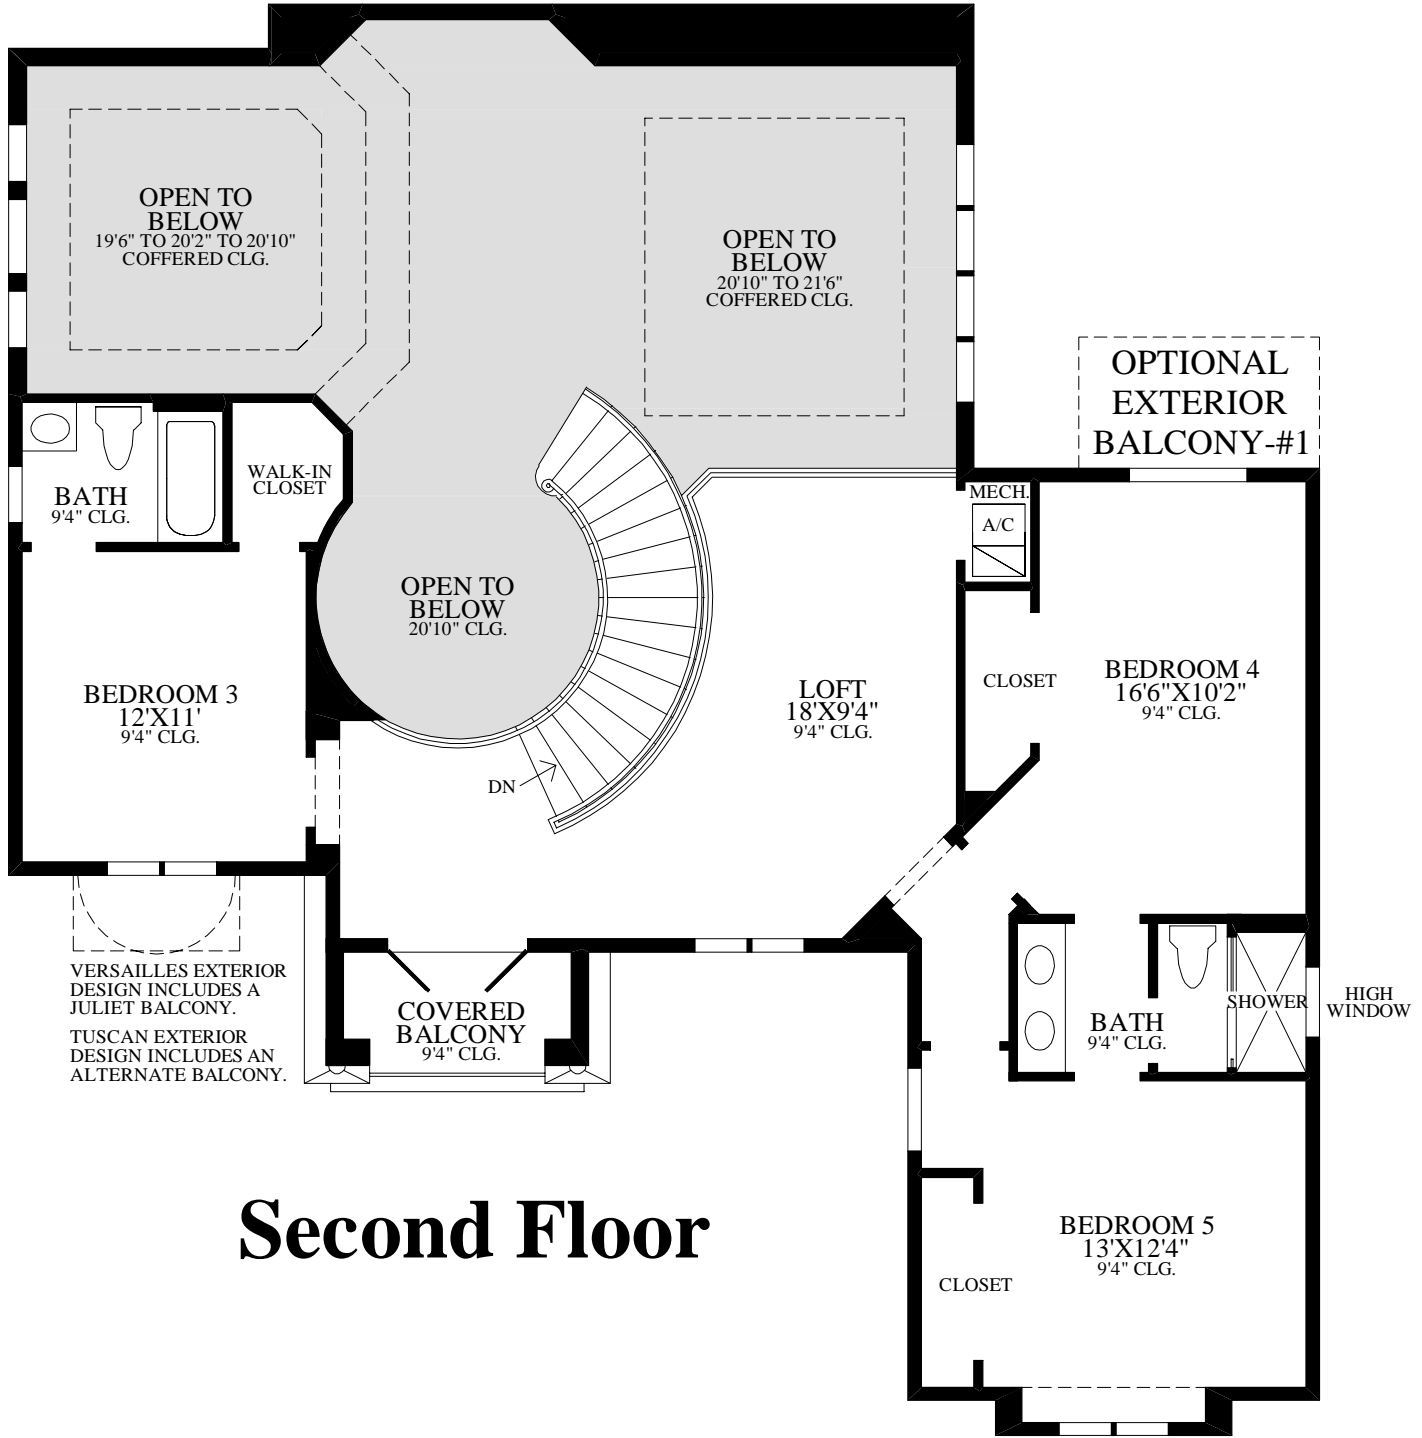 OPEN TO
BELOW
19'6" TO 20'2" TO 20'10"
COFFERED CLG.
OPEN TO
BELOW
20'10" TO 21'6"
COFFERED CLG.
OPTIONAL
EXTERIOR
BALCONY-#1
WALK-IN
CLOSET
BATH
9'4" CLG.
MECH.
A/C
OPEN TO
BELOW
20'10" CLG.
BEDROOM 3
12'X11'
9'4" CLG.
LOFT
18'X9'4"
9'4" CLG.
CLOSET
BEDROOM 4
16'6"X10'2"
9'4" CLG.
DN
VERSAILLES EXTERIOR
DESIGN INCLUDES A
JULIET BALCONY.
TUSCAN EXTERIOR
DESIGN INCLUDES AN
ALTERNATE BALCONY.
COVERED
BALCONY
9'4" CLG.
BATH
9'4" CLG.
SHOWER
HIGH
WINDOW
Second Floor
BEDROOM 5
13'X12'4"
9'4" CLG.
CLOSET